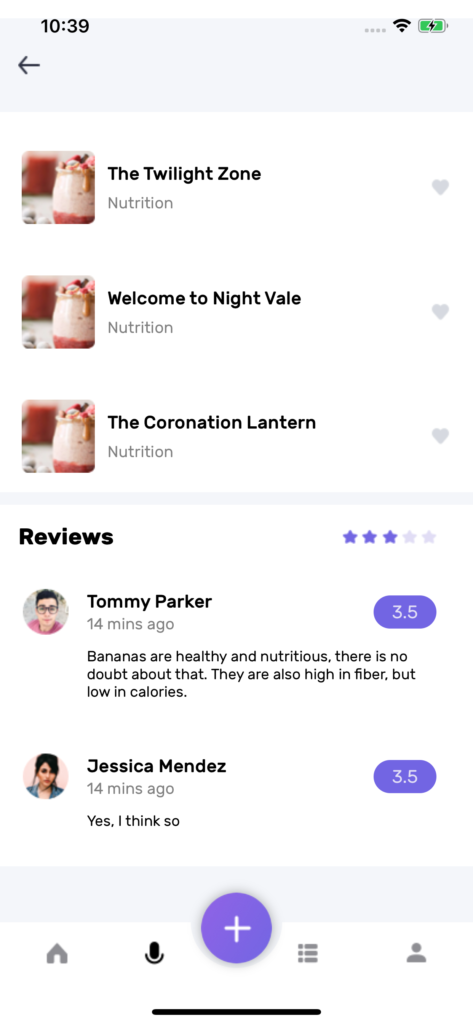 10:39
The Twilight Zone
Nutrition
Welcome to Night Vale
Nutrition
The Coronation Lantern
Nutrition
Reviews
Tommy Parker
14 mins ago
3.5
Bananas are healthy and nutritious, there is no
doubt about that. They are also high in fiber, but
low in calories.
Jessica Mendez
14 mins ago
3.5
Yes, I think so